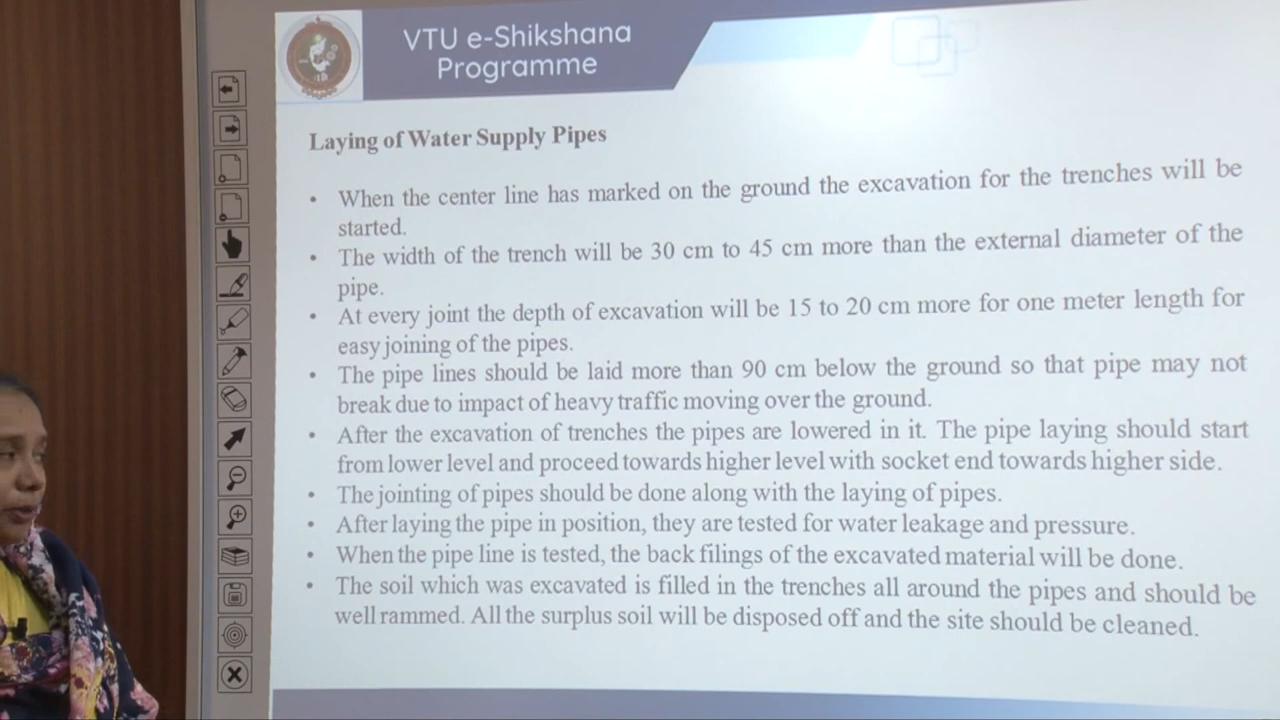 VTU e-Shikshana
Programme
Laying of Water Supply Pipes
• When the center line has marked on the ground the excavation for the trenches will be
started.
• The width of the trench will be 30 cm to 45 cm more than the external diameter of the
pipe.
• At every joint the depth of excavation will be 15 to 20 cm more for one meter length for
easy joining of the pipes.
• The pipe lines should be laid more than 90 cm below the ground so that pipe may not
break due to impact of heavy traffic moving over the ground.
• After the excavation of trenches the pipes are lowered in it. The pipe laying should start
from lower level and proceed towards higher level with socket end towards higher side.
• The jointing of pipes should be done along with the laying of pipes.
• After laying the pipe in position, they are tested for water leakage and pressure.
• When the pipe line is tested, the back filings of the excavated material will be done.
• The soil which was excavated is filled in the trenches all around the pipes and should be
well rammed. All the surplus soil will be disposed off and the site should be cleaned.